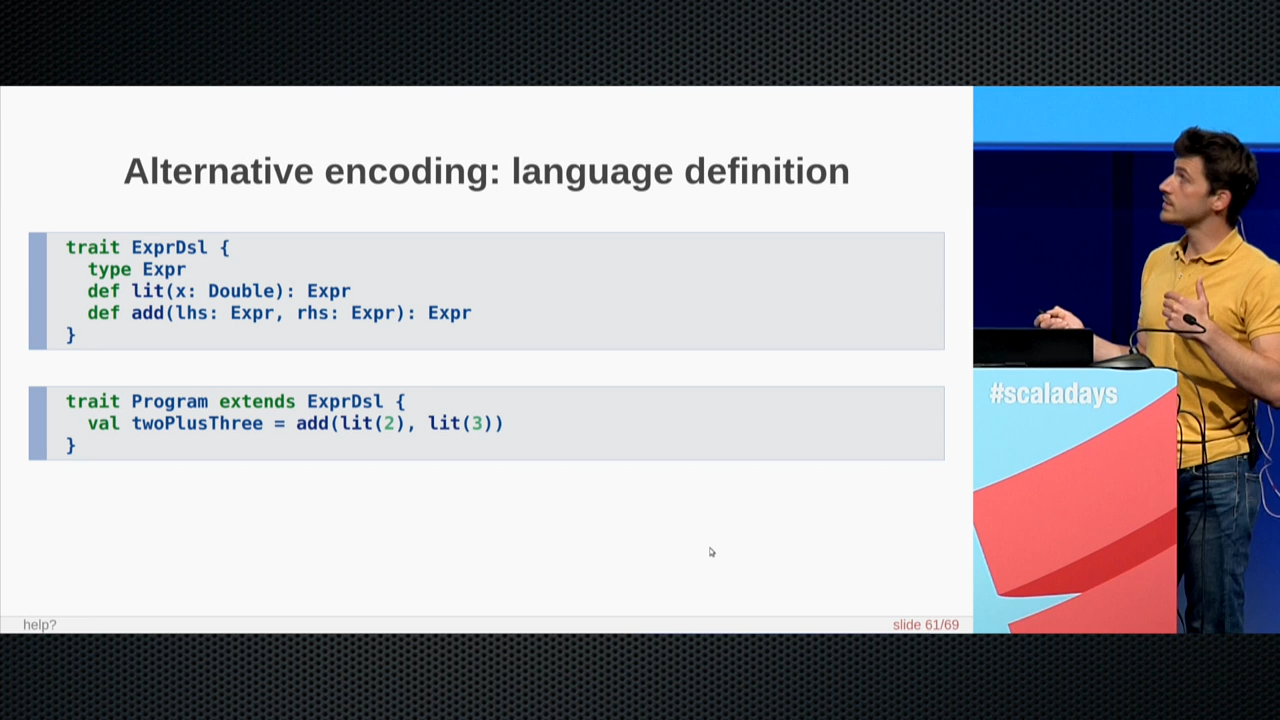 Alternative encoding: language definition
trait ExprDsl {
  type Expr
  def lit(x: Double): Expr
  def add(lhs: Expr, rhs: Expr): Expr
}
trait Program extends ExprDsl {
  val twoPlusThree = add(lit(2), lit(3))
}
help?
slide 61/69
#scaladays